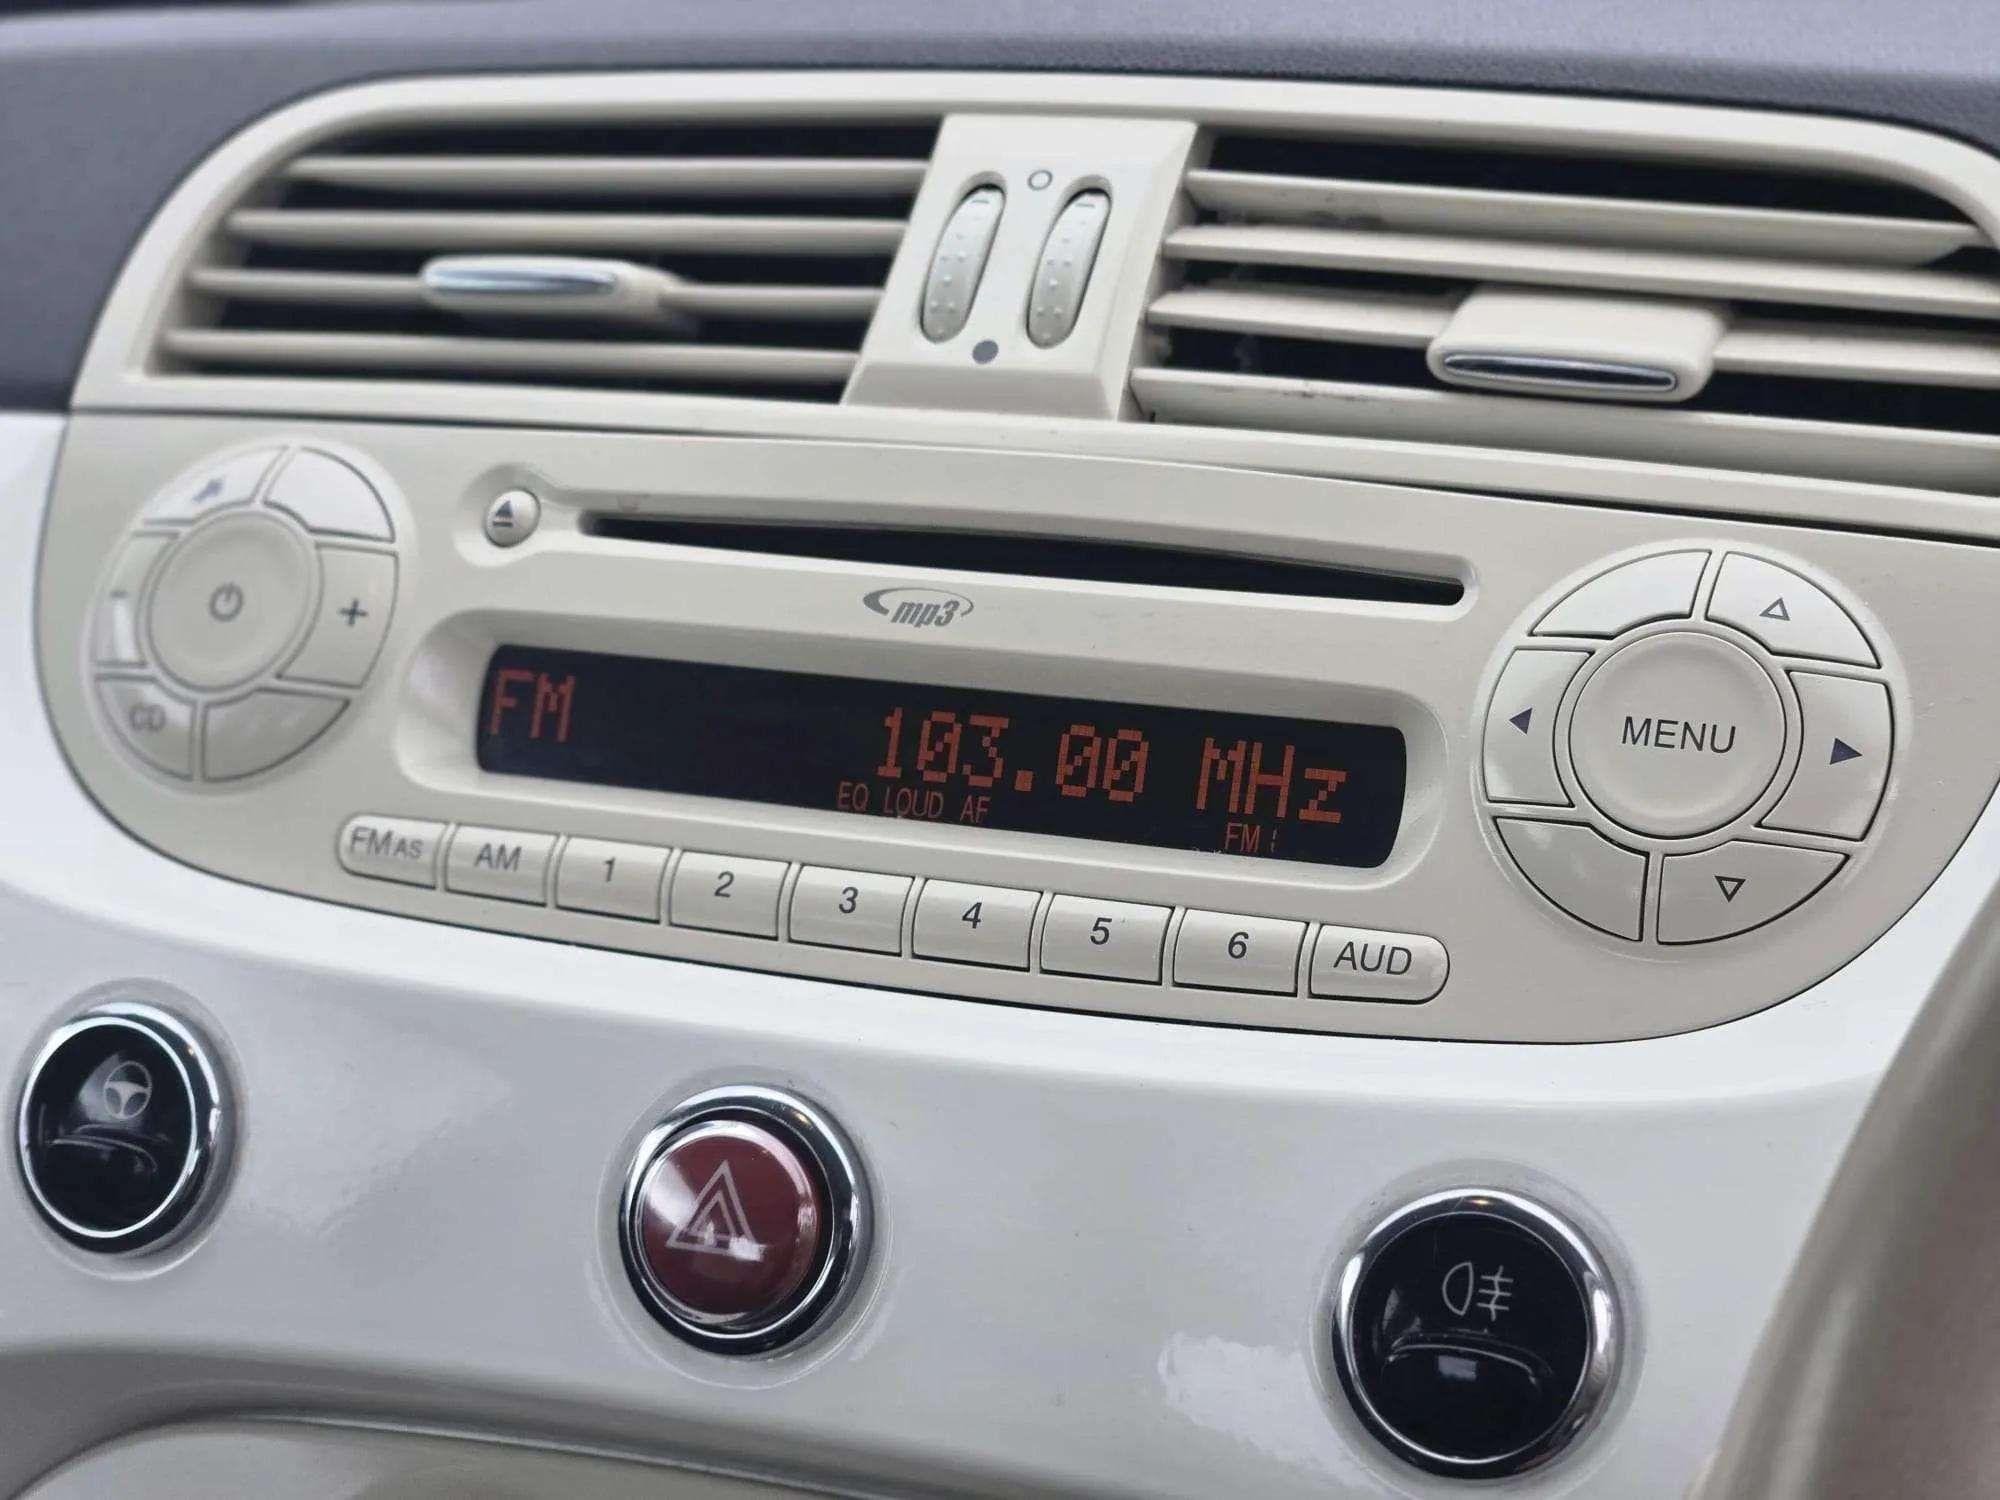 mp3
FM 103.00 MHz
EQ LOUD AF FM1
CD
MENU
FM AS AM 1 2 3 4 5 6 AUD